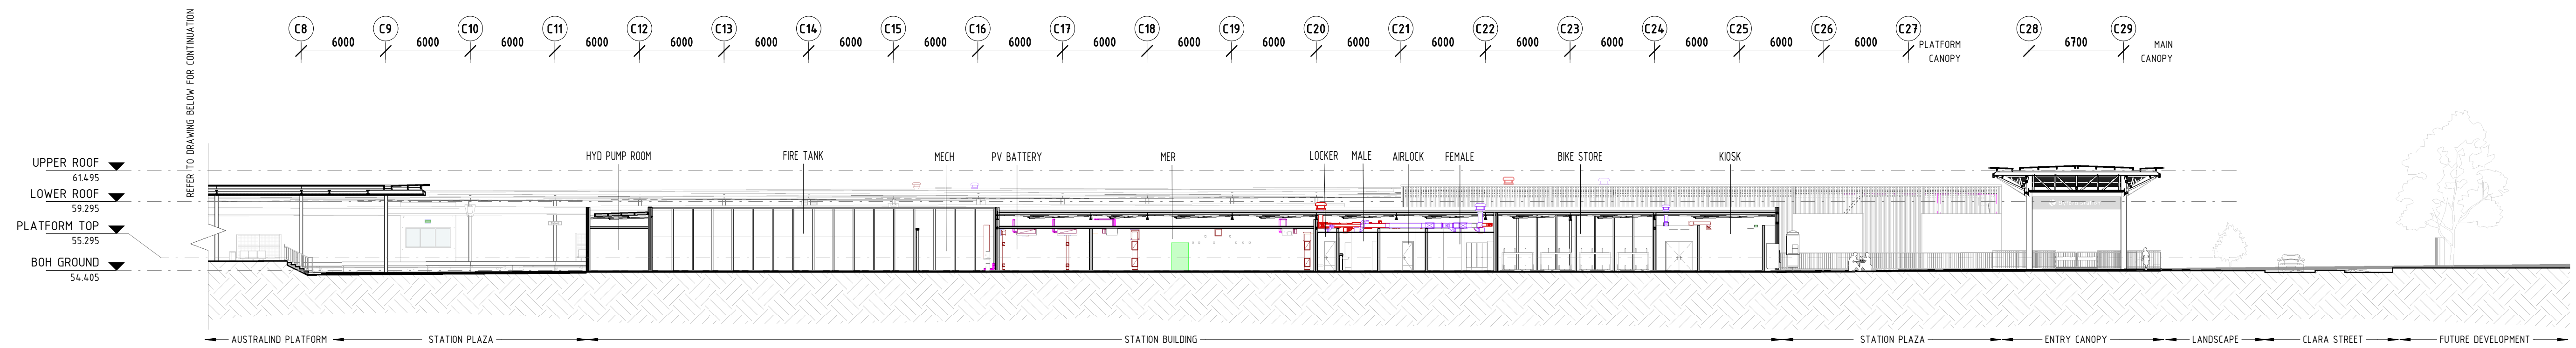 REFER TO DRAWING BELOW FOR CONTINUATION
C8 C9 C10 C11 C12 C13 C14 C15 C16 C17 C18 C19 C20 C21 C22 C23 C24 C25 C26 C27 C28 C29
6000 6000 6000 6000 6000 6000 6000 6000 6000 6000 6000 6000 6000 6000 6000 6000 6000 6000 6000 6700
PLATFORM
CANOPY
MAIN
CANOPY
UPPER ROOF
61.495
LOWER ROOF
59.295
PLATFORM TOP
55.295
BOH GROUND
54.405
HYD PUMP ROOM FIRE TANK MECH PV BATTERY MER LOCKER MALE AIRLOCK FEMALE BIKE STORE KIOSK
AUSTRALIND PLATFORM STATION PLAZA STATION BUILDING STATION PLAZA ENTRY CANOPY LANDSCAPE CLARA STREET FUTURE DEVELOPMENT